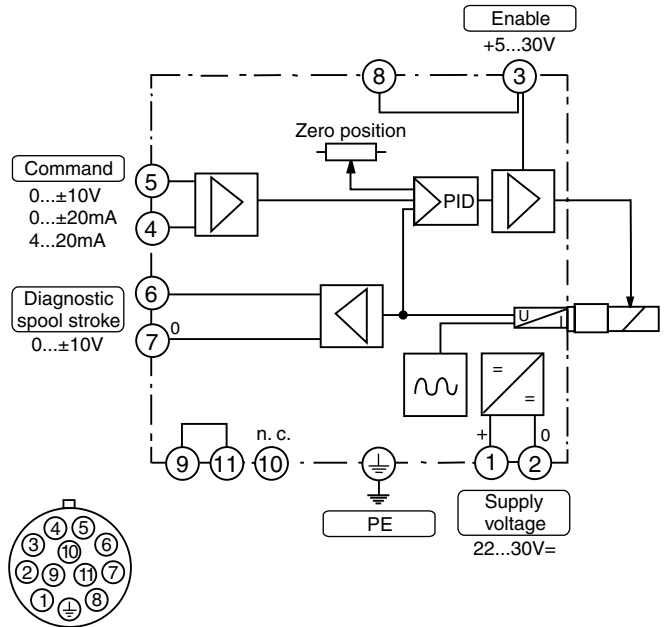 Enable
+5...30V
8
3
Zero position
Command
0...±10V
0...±20mA
4...20mA
5
4
PID
Diagnostic
spool stroke
0...±10V
6
7
0
U
I
=
=
n. c.
+
0
9
11
10
1
2
PE
Supply
voltage
22...30V=
4
5
3
10
6
2
9
11
7
1
8